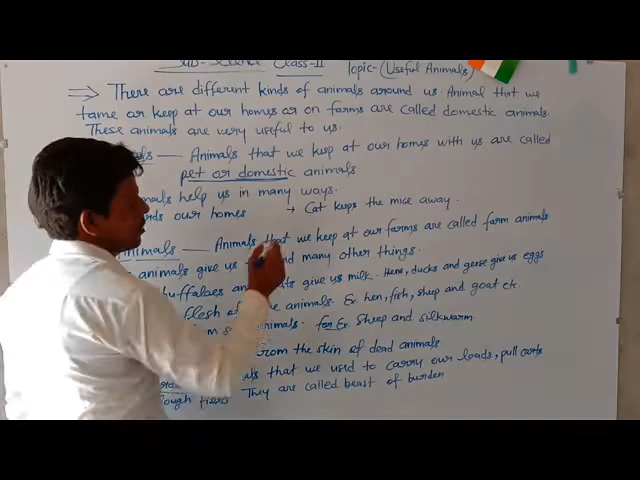 Sub-Science Class-II Topic-(Useful Animals)
There are different kinds of animals around us. Animal that we
tame or keep at our homes or on farms are called domestic animals.
These animals are very useful to us.
Animals that we keep at our homes with us are called
pet or domestic animals.
help us in many ways.
our homes → Cat keeps the mice away.
Animals that we keep at our farms are called farm animals
animals give us and many other things.
buffaloes give us milk. Hens, ducks and geese give us eggs
flesh of animals. Ex. hen, fish, sheep and goat etc.
animals. for Ex. Sheep and silkwarm.
from the skin of dead animals
that we used to carry our loads, pull carts
They are called beast of burden